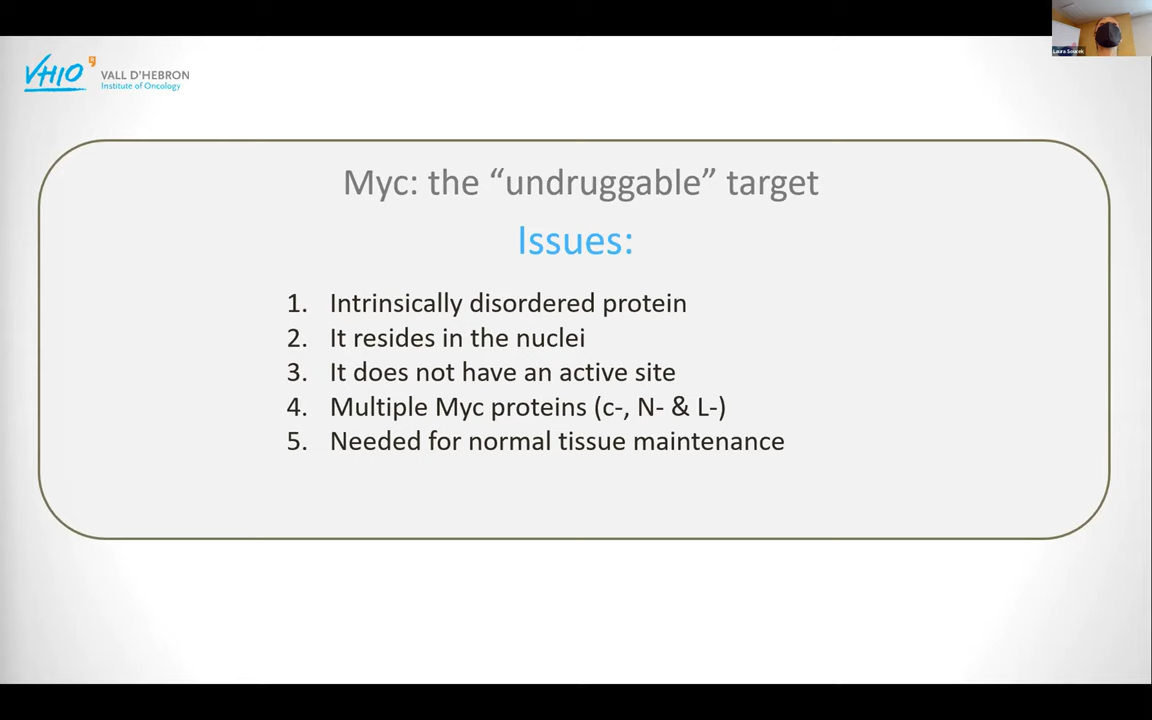 Laura Soucek
VHIO
VALL D'HEBRON
Institute of Oncology
Myc: the “undruggable” target
Issues:
1. Intrinsically disordered protein
2. It resides in the nuclei
3. It does not have an active site
4. Multiple Myc proteins (c-, N- & L-)
5. Needed for normal tissue maintenance